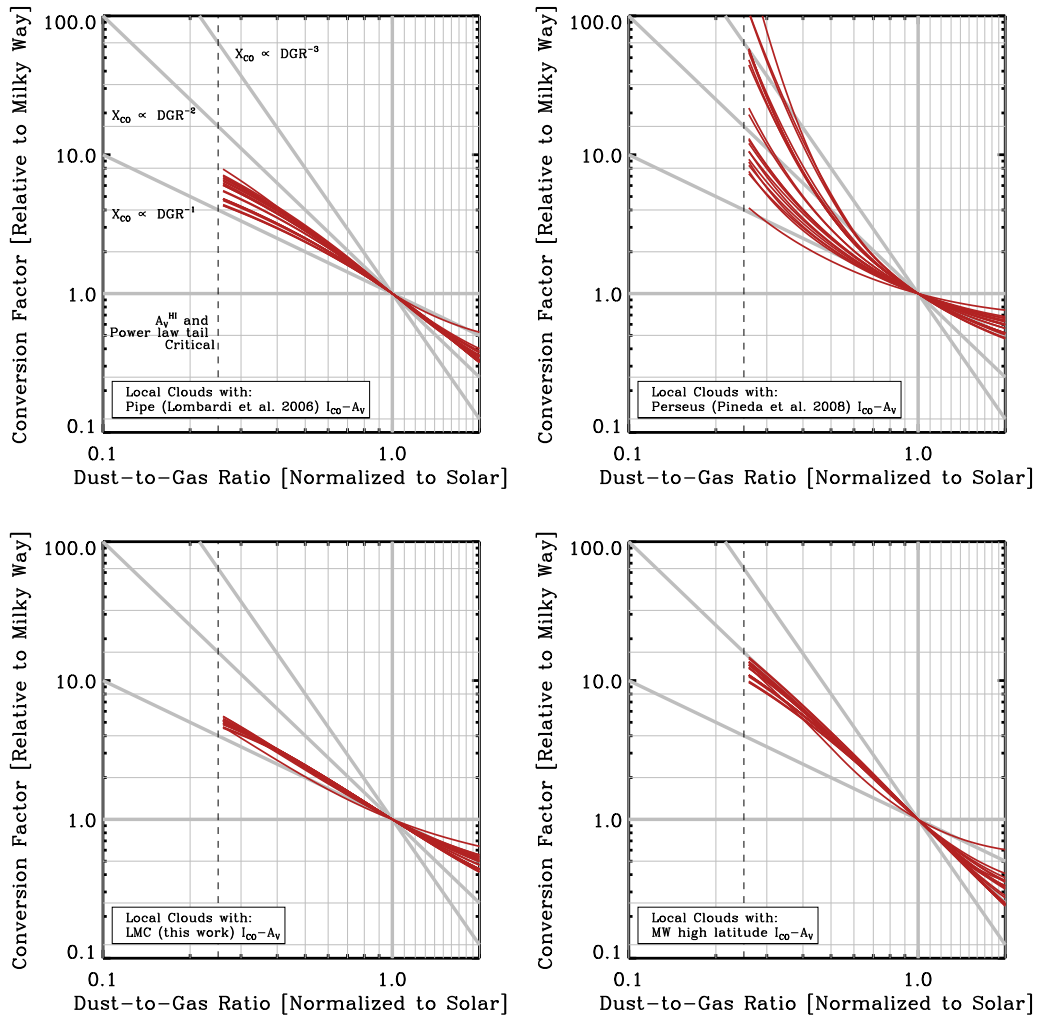 100.0
10.0
1.0
0.1
0.1
1.0
Conversion Factor [Relative to Milky Way]
Dust-to-Gas Ratio [Normalized to Solar]
X_CO ∝ DGR^-3
X_CO ∝ DGR^-2
X_CO ∝ DGR^-1
A_V^HI and
Power law tail
Critical
Local Clouds with:
Pipe (Lombardi et al. 2006) I_CO-A_V
100.0
10.0
1.0
0.1
0.1
1.0
Conversion Factor [Relative to Milky Way]
Dust-to-Gas Ratio [Normalized to Solar]
Local Clouds with:
Perseus (Pineda et al. 2008) I_CO-A_V
100.0
10.0
1.0
0.1
0.1
1.0
Conversion Factor [Relative to Milky Way]
Dust-to-Gas Ratio [Normalized to Solar]
Local Clouds with:
LMC (this work) I_CO-A_V
100.0
10.0
1.0
0.1
0.1
1.0
Conversion Factor [Relative to Milky Way]
Dust-to-Gas Ratio [Normalized to Solar]
Local Clouds with:
MW high latitude I_CO-A_V